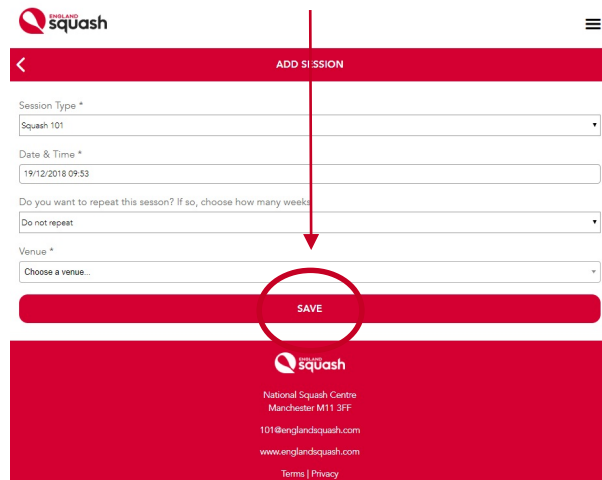 ENGLAND
squash
ADD SESSION
Session Type *
Squash 101
Date & Time *
19/12/2018 09:53
Do you want to repeat this sesson? If so, choose how many weeks
Do not repeat
Venue *
Choose a venue...
SAVE
ENGLAND
squash
National Squash Centre
Manchester M11 3FF
101@englandsquash.com
www.englandsquash.com
Terms | Privacy